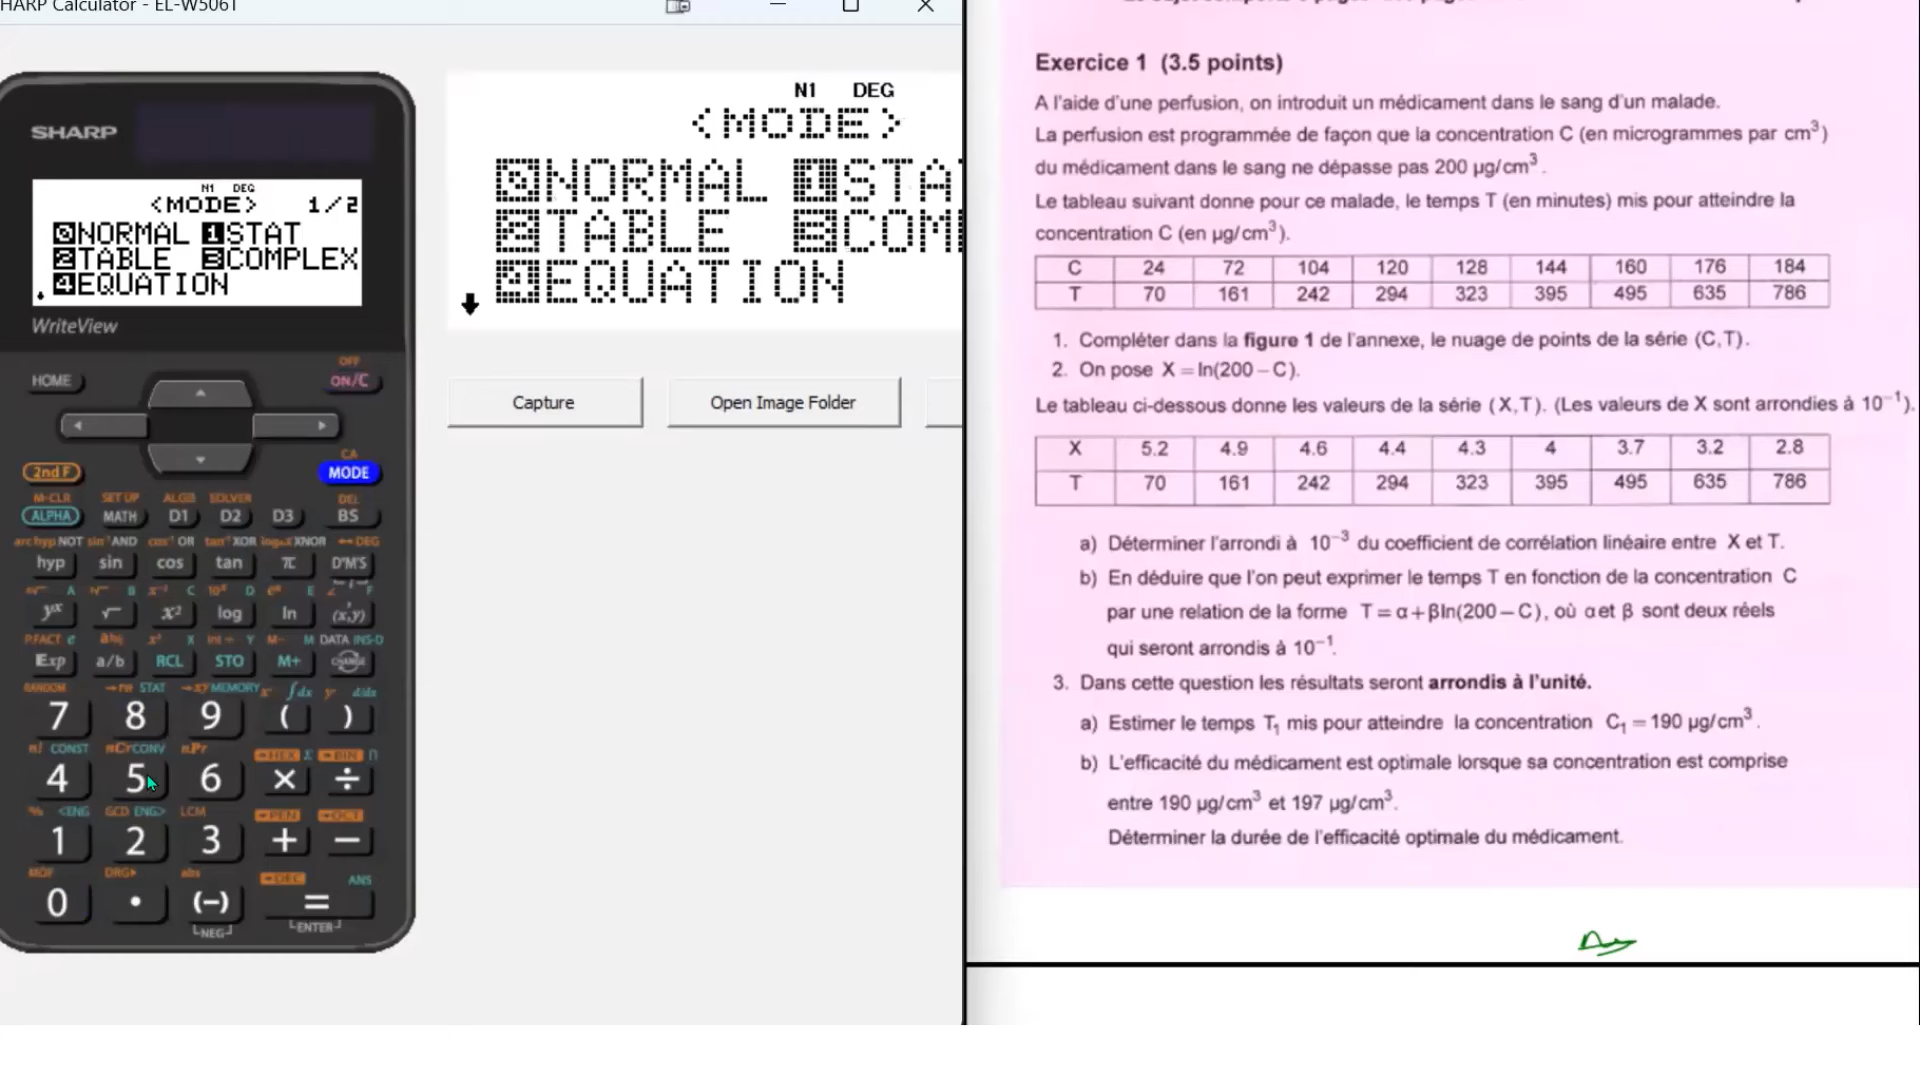 HARP Calculator - EL-W506T
SHARP
N1 DEG
<MODE> 1/2
0NORMAL 1STAT
2TABLE 3COMPLEX
4EQUATION
WriteView
N1 DEG
<MODE>
0NORMAL 1STA
2TABLE 3COM
4EQUATION
Capture
Open Image Folder
OFF
HOME ON/C
CA
2nd F MODE
M-CLR SET UP ALGB SOLVER DEL
ALPHA MATH D1 D2 D3 BS
hyp sin cos tan π D°M'S
yˣ √ x² log ln (x,y)
Exp a/b RCL STO M+ CHANGE
7 8 9 ( )
4 5 6 × ÷
1 2 3 + −
0 • (−) =
NEG ENTER
Exercice 1 (3.5 points)
A l'aide d'une perfusion, on introduit un médicament dans le sang d'un malade.
La perfusion est programmée de façon que la concentration C (en microgrammes par cm³)
du médicament dans le sang ne dépasse pas 200 µg/cm³.
Le tableau suivant donne pour ce malade, le temps T (en minutes) mis pour atteindre la
concentration C (en µg/cm³).
C 24 72 104 120 128 144 160 176 184
T 70 161 242 294 323 395 495 635 786
1. Compléter dans la figure 1 de l'annexe, le nuage de points de la série (C,T).
2. On pose X = ln(200 − C).
Le tableau ci-dessous donne les valeurs de la série (X,T). (Les valeurs de X sont arrondies à 10⁻¹).
X 5.2 4.9 4.6 4.4 4.3 4 3.7 3.2 2.8
T 70 161 242 294 323 395 495 635 786
a) Déterminer l'arrondi à 10⁻³ du coefficient de corrélation linéaire entre X et T.
b) En déduire que l'on peut exprimer le temps T en fonction de la concentration C
par une relation de la forme T = α + βln(200 − C), où α et β sont deux réels
qui seront arrondis à 10⁻¹.
3. Dans cette question les résultats seront arrondis à l'unité.
a) Estimer le temps T₁ mis pour atteindre la concentration C₁ = 190 µg/cm³.
b) L'efficacité du médicament est optimale lorsque sa concentration est comprise
entre 190 µg/cm³ et 197 µg/cm³.
Déterminer la durée de l'efficacité optimale du médicament.